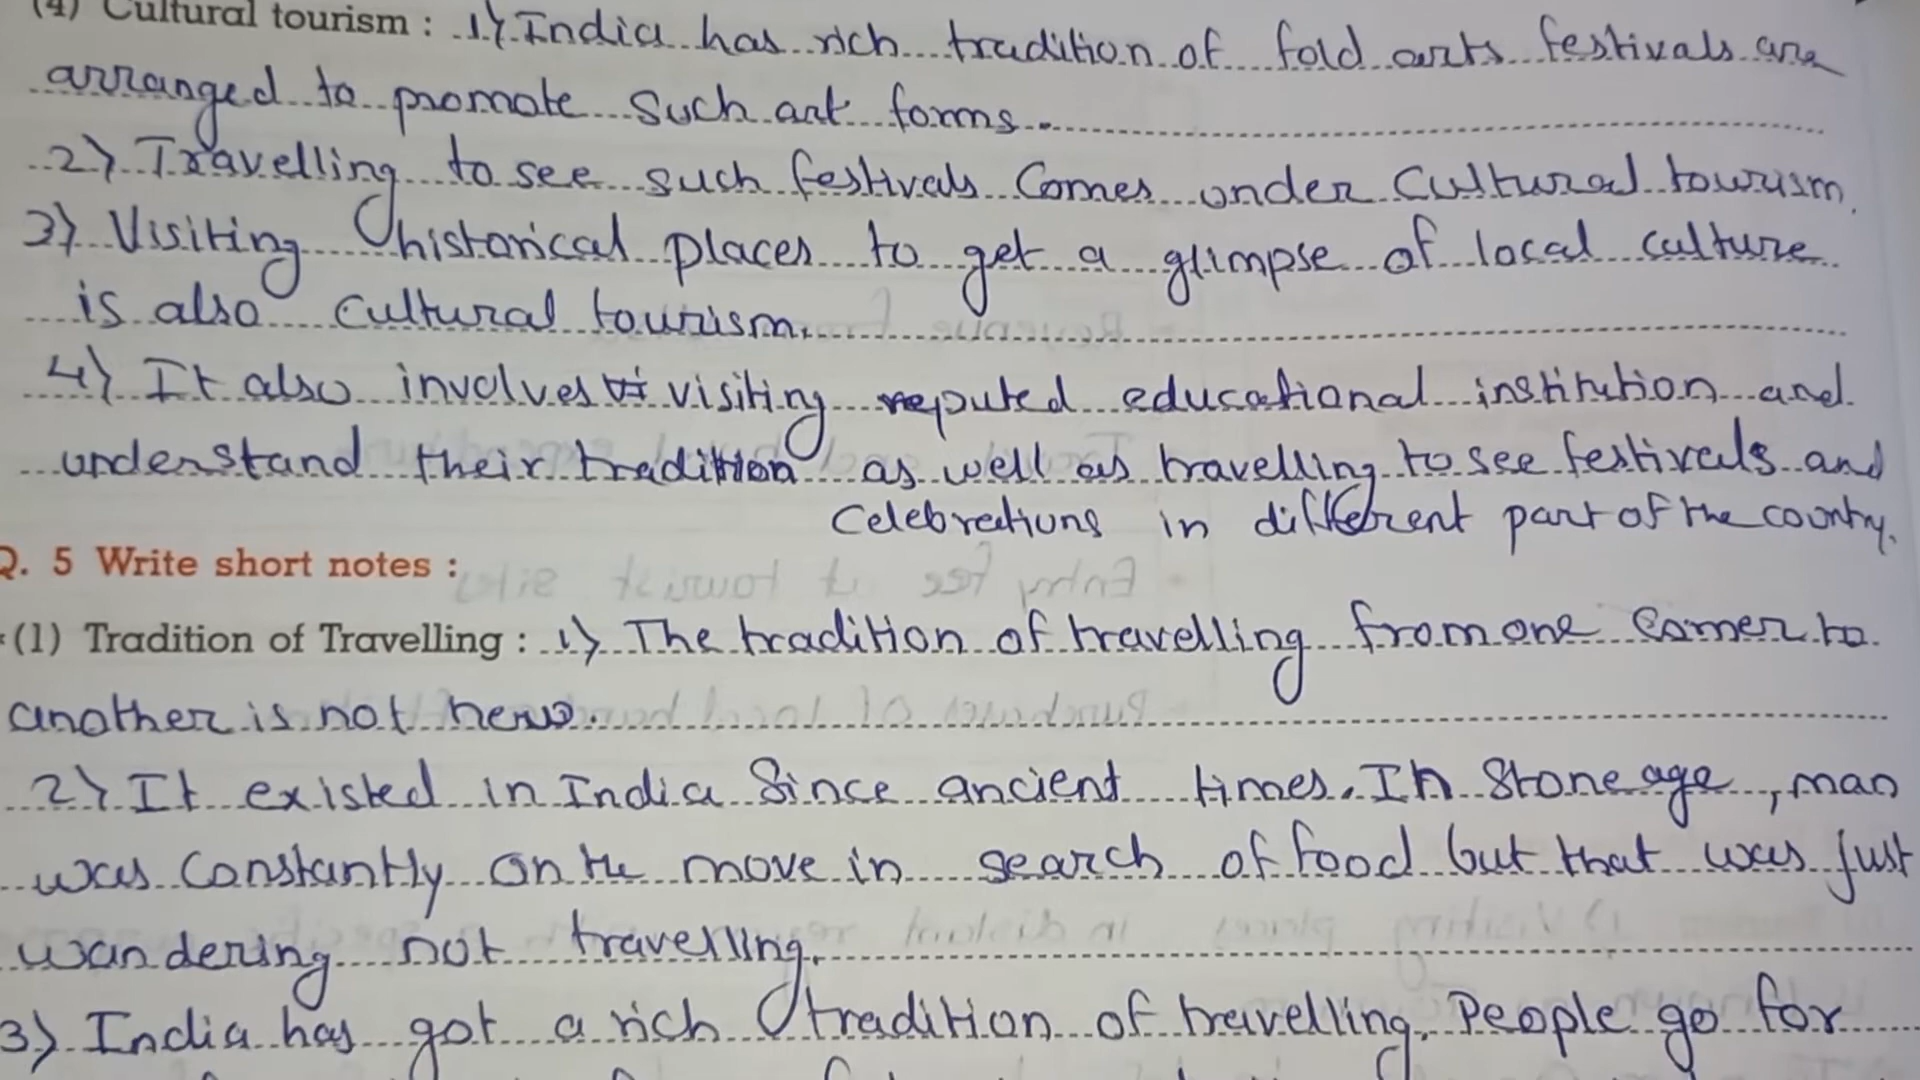 (4) Cultural tourism : 1) India has rich tradition of fold arts festivals are
arranged to promote such art forms.
2) Travelling to see such festivals comes under cultural tourism.
3) Visiting historical places to get a glimpse of local culture
is also cultural tourism.
4) It also involves visiting reputed educational institution and
understand their tradition as well as travelling to see festivals and
celebrations in different part of the country.
Q. 5 Write short notes :
(1) Tradition of Travelling : 1) The tradition of travelling from one corner to
another is not new.
2) It existed in India Since ancient times. In Stone age, man
was constantly on the move in search of food but that was just
wandering not travelling.
3) India has got a rich tradition of travelling. People go for